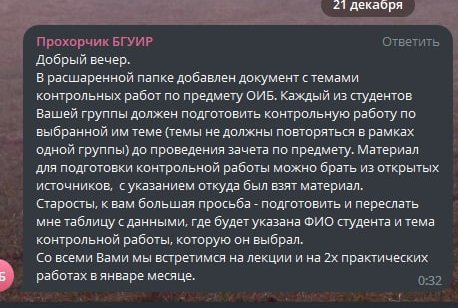 21 декабря
Прохорчик БГУИР Ответить
Добрый вечер.
В расшаренной папке добавлен документ с темами
контрольных работ по предмету ОИБ. Каждый из студентов
Вашей группы должен подготовить контрольную работу по
выбранной им теме (темы не должны повторяться в рамках
одной группы) до проведения зачета по предмету. Материал
для подготовки контрольной работы можно брать из открытых
источников, с указанием откуда был взят материал.
Старосты, к вам большая просьба - подготовить и переслать
мне таблицу с данными, где будет указана ФИО студента и тема
контрольной работы, которую он выбрал.
Со всеми Вами мы встретимся на лекции и на 2х практических
работах в январе месяце.
Б
0:32